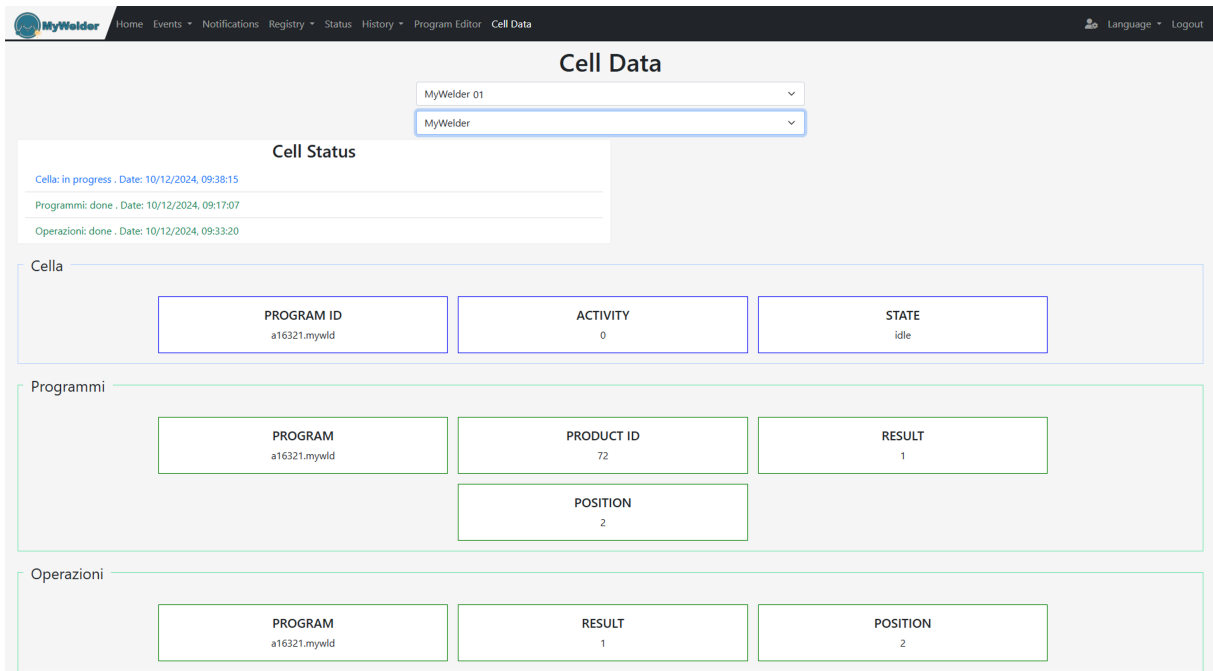 MyWelder Home Events Notifications Registry Status History Program Editor Cell Data Language Logout
Cell Data
MyWelder 01
MyWelder
Cell Status
Cella: in progress . Date: 10/12/2024, 09:38:15
Programmi: done . Date: 10/12/2024, 09:17:07
Operazioni: done . Date: 10/12/2024, 09:33:20
Cella
PROGRAM ID ACTIVITY STATE
a16321.mywld 0 idle
Programmi
PROGRAM PRODUCT ID RESULT
a16321.mywld 72 1
POSITION
2
Operazioni
PROGRAM RESULT POSITION
a16321.mywld 1 2